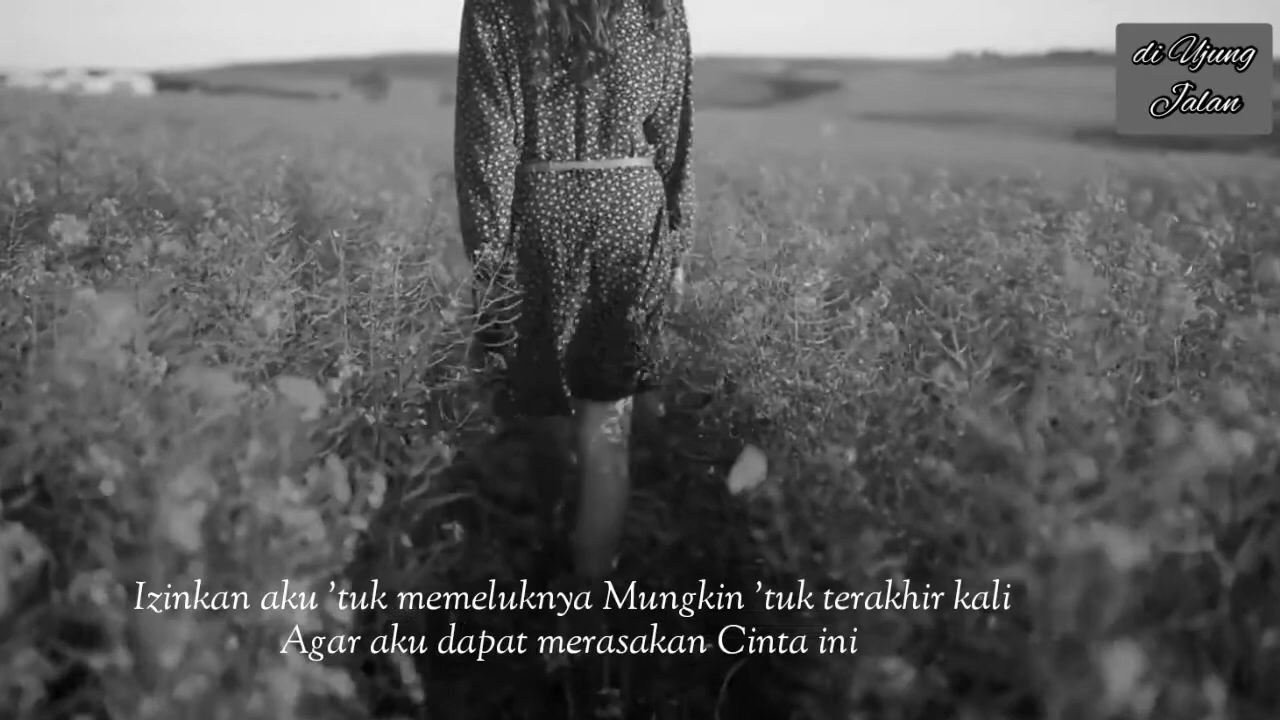 di Ujung
Jalan
Izinkan aku 'tuk memeluknya Mungkin 'tuk terakhir kali
Agar aku dapat merasakan Cinta ini